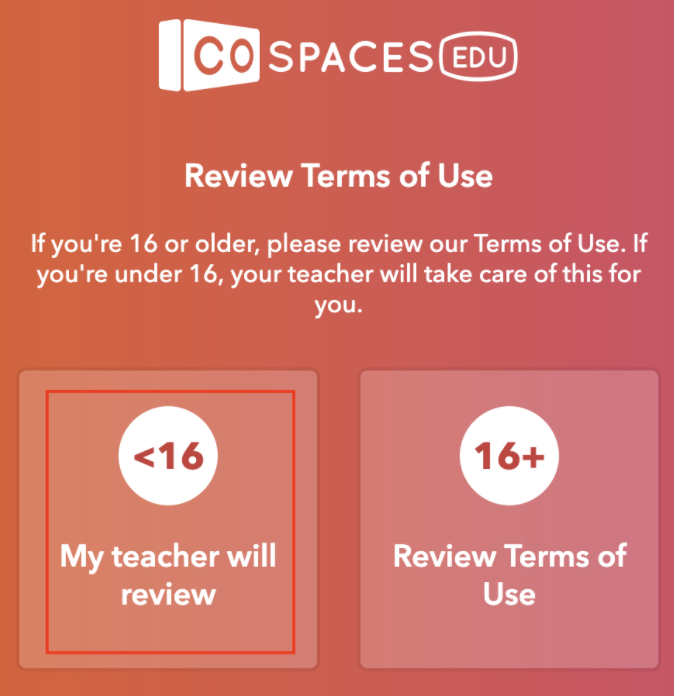 CO SPACES EDU
Review Terms of Use
If you're 16 or older, please review our Terms of Use. If
you're under 16, your teacher will take care of this for
you.
<16
My teacher will
review
16+
Review Terms of
Use